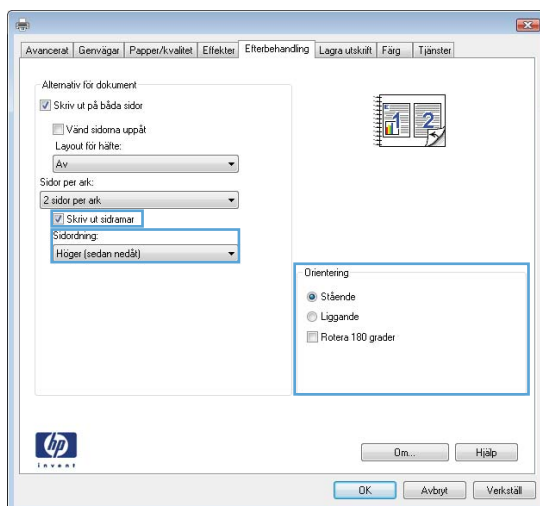 Avancerat Genvägar Papper/kvalitet Effekter Efterbehandling Lagra utskrift Färg Tjänster
Alternativ för dokument
Skriv ut på båda sidor
Vänd sidorna uppåt
Layout för häfte:
Av
Sidor per ark:
2 sidor per ark
Skriv ut sidramar
Sidordning:
Höger (sedan nedåt)
1 2
Orientering
Stående
Liggande
Rotera 180 grader
hp
invent
Om... Hjälp
OK Avbryt Verkställ